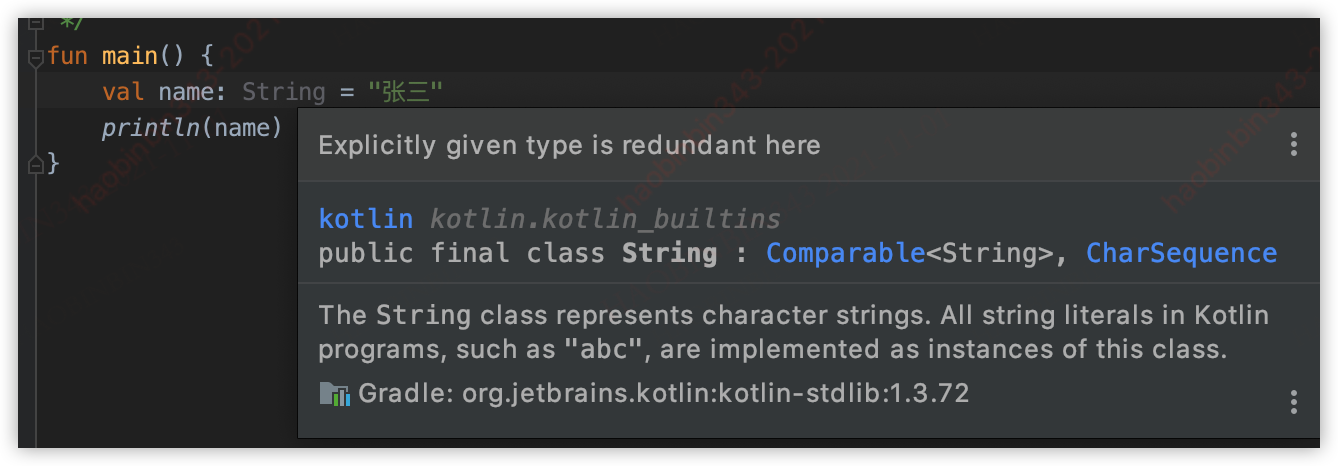 */
fun main() {
val name: String = "张三"
println(name)
}
Explicitly given type is redundant here
kotlin kotlin.kotlin_builtins
public final class String : Comparable<String>, CharSequence
The String class represents character strings. All string literals in Kotlin
programs, such as "abc", are implemented as instances of this class.
Gradle: org.jetbrains.kotlin:kotlin-stdlib:1.3.72